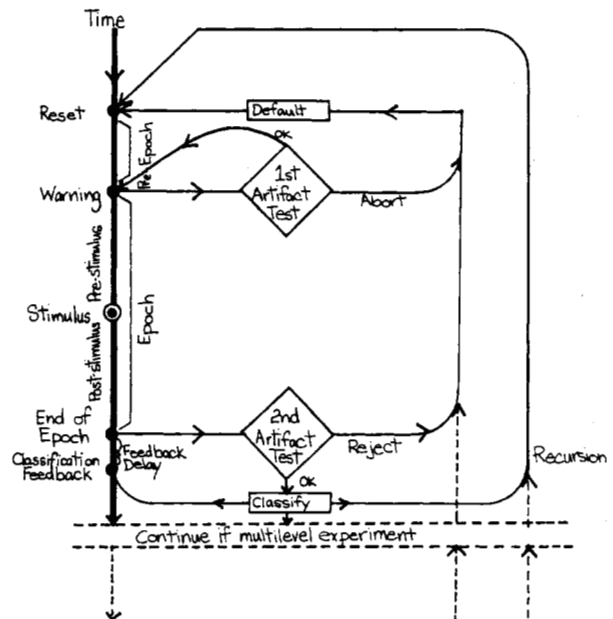 Time
Reset
Default
OK
Pre-Epoch
1st
Artifact
Test
Warning
Abort
Pre-stimulus
Stimulus
Epoch
Post-stimulus
End of
Epoch
2nd
Artifact
Test
Reject
Feedback
Delay
Classification
Feedback
OK
Recursion
Classify
Continue if multilevel experiment